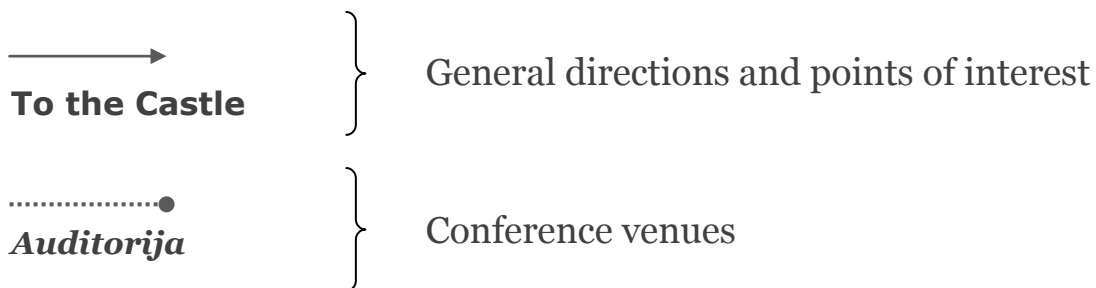 To the Castle
General directions and points of interest
Auditorija
Conference venues